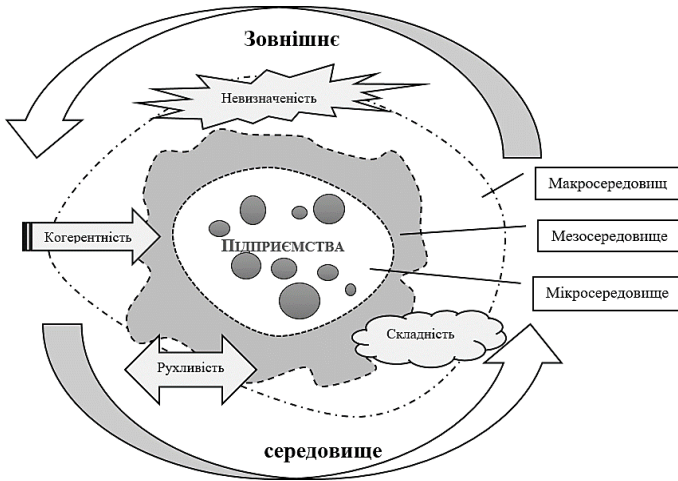 Зовнішнє
Невизначеність
Макросередовищ
Когерентність
ПІДПРИЄМСТВА
Мезосередовище
Мікросередовище
Складність
Рухливість
середовище